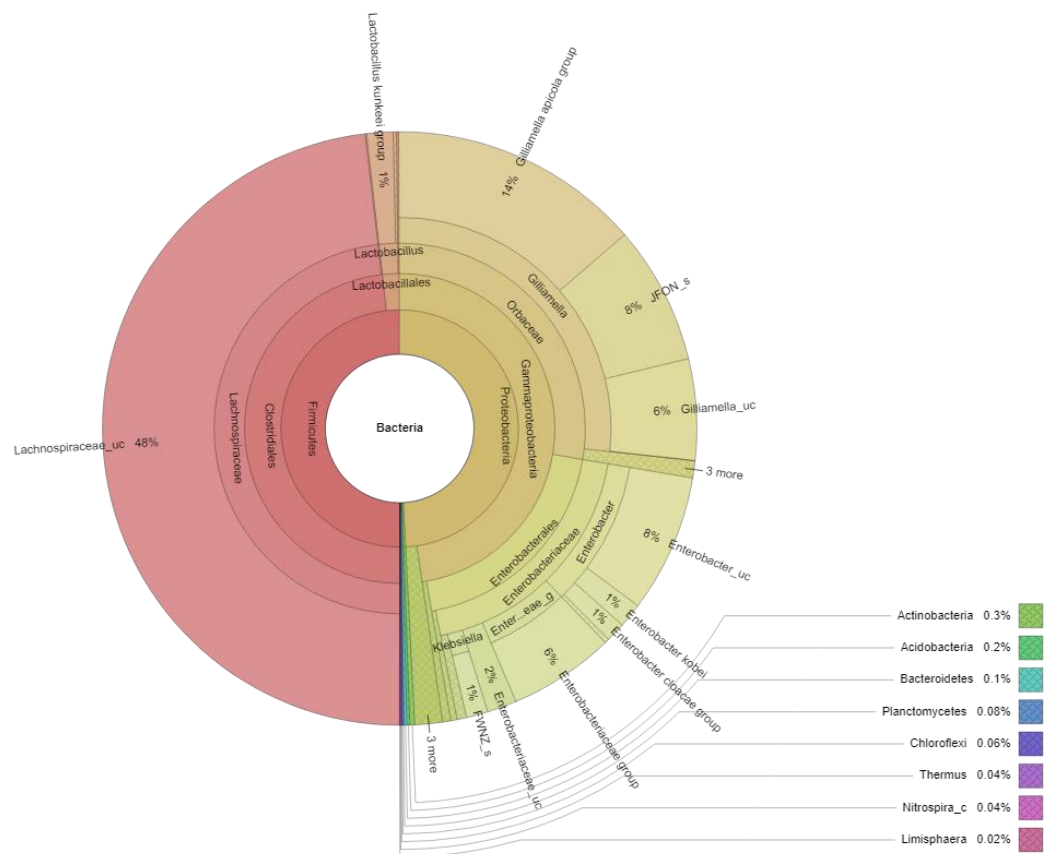 Lactobacillus kunkeei group
1%
14% Gilliamella apicola group
Lactobacillus
Lactobacillales
Gilliamella
Orbaceae
8% JFON_s
Gammaproteobacteria
Proteobacteria
6% Gilliamella_uc
Bacteria
Firmicutes
Clostridiales
Lachnospiraceae
Lachnospiraceae_uc 48%
3 more
8% Enterobacter_uc
Enterobacter
Enterobacteriaceae
Enterobacterales
1% Enterobacter kobei
1% Enterobacter cloacae group
Enter...eae_g
6% Enterobacteriaceae group
Klebsiella
2% Enterobacteriaceae_uc
1% FWNZ_s
3 more
Actinobacteria 0.3%
Acidobacteria 0.2%
Bacteroidetes 0.1%
Planctomycetes 0.08%
Chloroflexi 0.06%
Thermus 0.04%
Nitrospira_c 0.04%
Limisphaera 0.02%